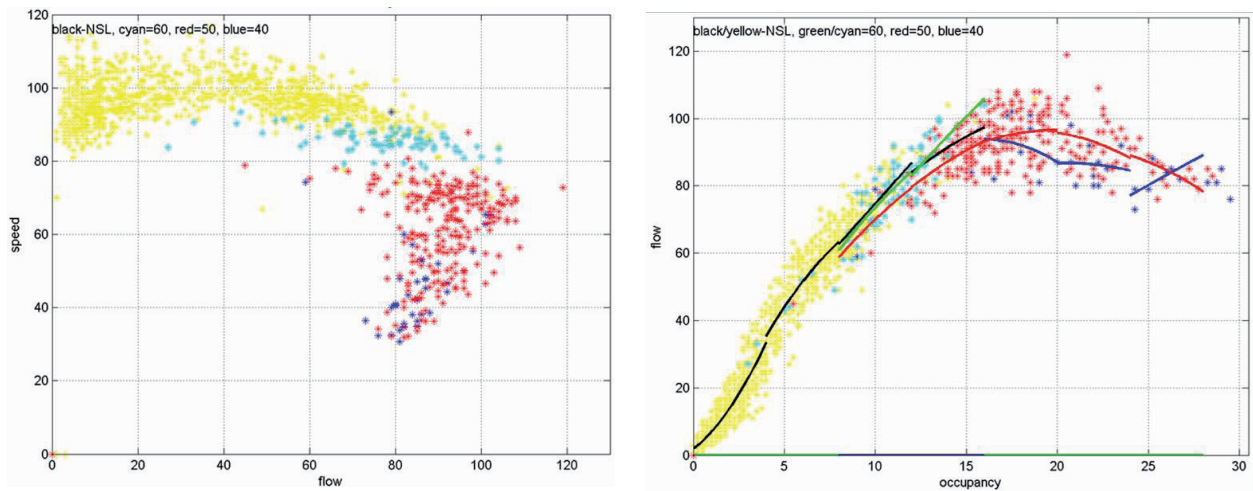 black-NSL, cyan=60, red=50, blue=40
120
100
80
60
40
20
0
speed
0 20 40 60 80 100 120
flow
black/yellow-NSL, green/cyan=60, red=50, blue=40
120
100
80
60
40
20
0
flow
0 5 10 15 20 25 30
occupancy